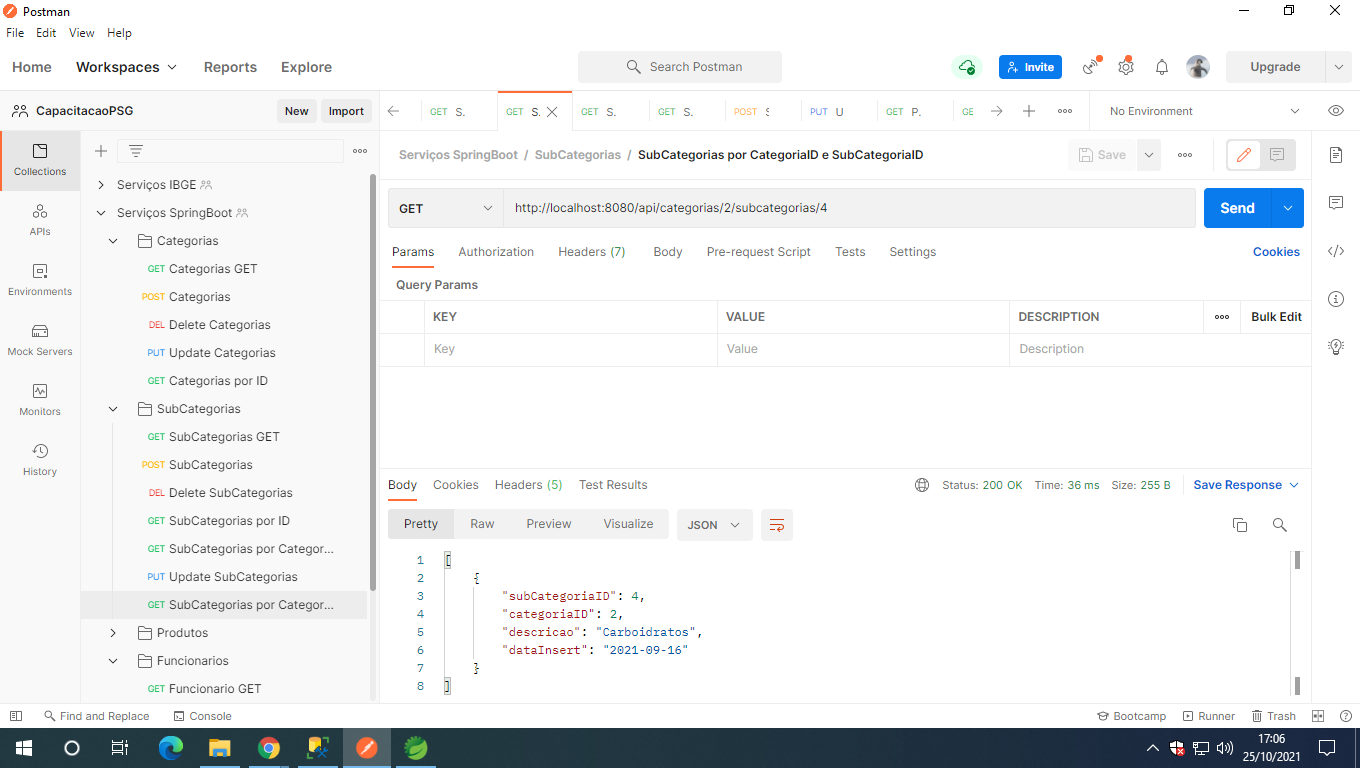 Postman
File Edit View Help
Home Workspaces Reports Explore Search Postman Invite Upgrade
CapacitacaoPSG New Import GET S. GET S. GET S. GET S. POST S PUT U GET P. GE No Environment
Collections
APIs
Environments
Mock Servers
Monitors
History
Serviços IBGE
Serviços SpringBoot
Categorias
GET Categorias GET
POST Categorias
DEL Delete Categorias
PUT Update Categorias
GET Categorias por ID
SubCategorias
GET SubCategorias GET
POST SubCategorias
DEL Delete SubCategorias
GET SubCategorias por ID
GET SubCategorias por Categor...
PUT Update SubCategorias
GET SubCategorias por Categor...
Produtos
Funcionarios
GET Funcionario GET
Serviços SpringBoot / SubCategorias / SubCategorias por CategoriaID e SubCategoriaID Save
GET http://localhost:8080/api/categorias/2/subcategorias/4 Send
Params Authorization Headers (7) Body Pre-request Script Tests Settings Cookies
Query Params
KEY VALUE DESCRIPTION Bulk Edit
Key Value Description
Body Cookies Headers (5) Test Results Status: 200 OK Time: 36 ms Size: 255 B Save Response
Pretty Raw Preview Visualize JSON
1 [
2 {
3 "subCategoriaID": 4,
4 "categoriaID": 2,
5 "descricao": "Carboidratos",
6 "dataInsert": "2021-09-16"
7 }
8 ]
Find and Replace Console Bootcamp Runner Trash
17:06
25/10/2021